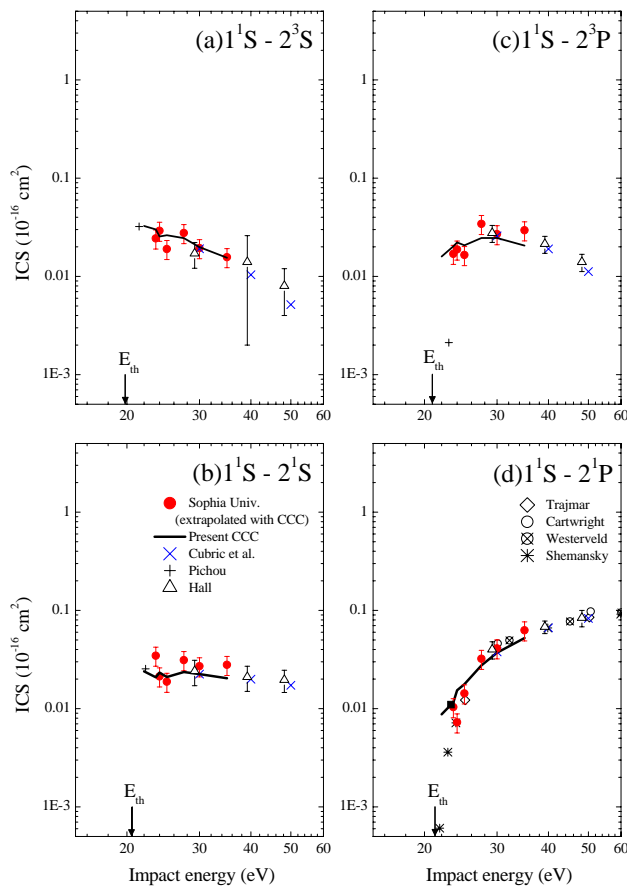 (a)1¹S - 2³S
1
0.1
0.01
1E-3
ICS (10⁻¹⁶ cm²)
Eth
20 30 40 50 60
(c)1¹S - 2³P
1
0.1
0.01
1E-3
Eth
20 30 40 50 60
(b)1¹S - 2¹S
Sophia Univ.
(extrapolated with CCC)
Present CCC
Cubric et al.
Pichou
Hall
1
0.1
0.01
1E-3
ICS (10⁻¹⁶ cm²)
Eth
20 30 40 50 60
Impact energy (eV)
(d)1¹S - 2¹P
Trajmar
Cartwright
Westerveld
Shemansky
1
0.1
0.01
1E-3
Eth
20 30 40 50 60
Impact energy (eV)